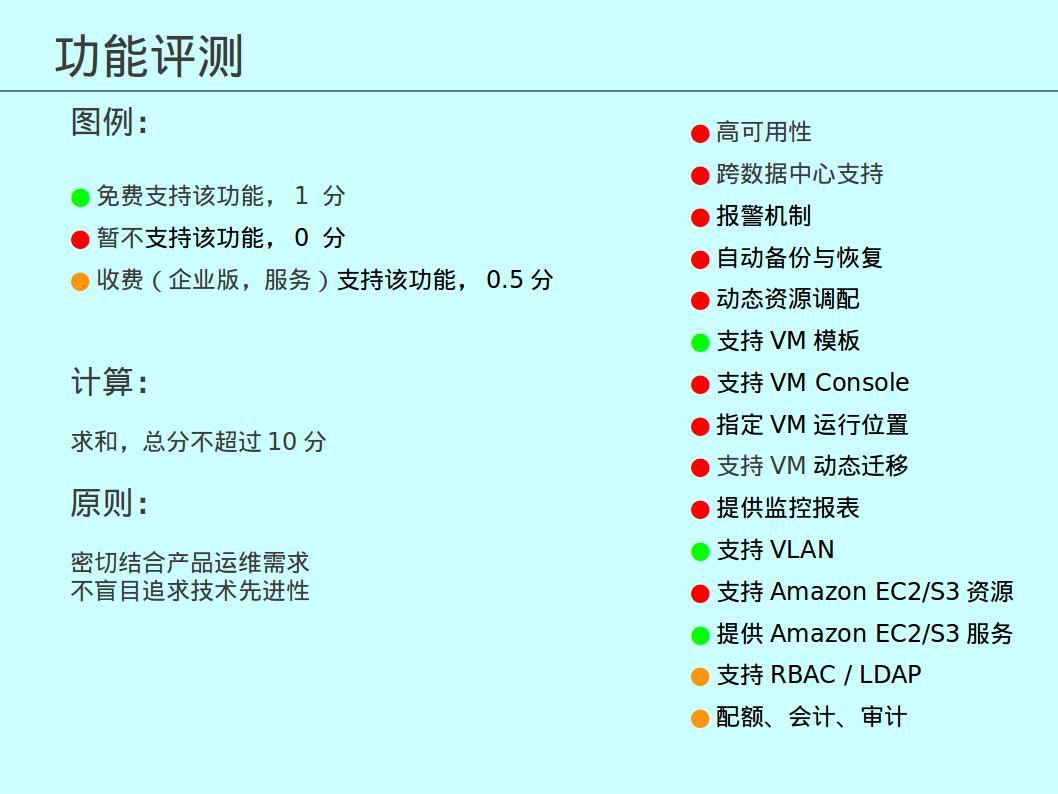 功能评测
图例：
免费支持该功能， 1 分
暂不支持该功能， 0 分
收费（企业版，服务）支持该功能， 0.5 分
计算：
求和，总分不超过 10 分
原则：
密切结合产品运维需求
不盲目追求技术先进性
高可用性
跨数据中心支持
报警机制
自动备份与恢复
动态资源调配
支持 VM 模板
支持 VM Console
指定 VM 运行位置
支持 VM 动态迁移
提供监控报表
支持 VLAN
支持 Amazon EC2/S3 资源
提供 Amazon EC2/S3 服务
支持 RBAC / LDAP
配额、会计、审计